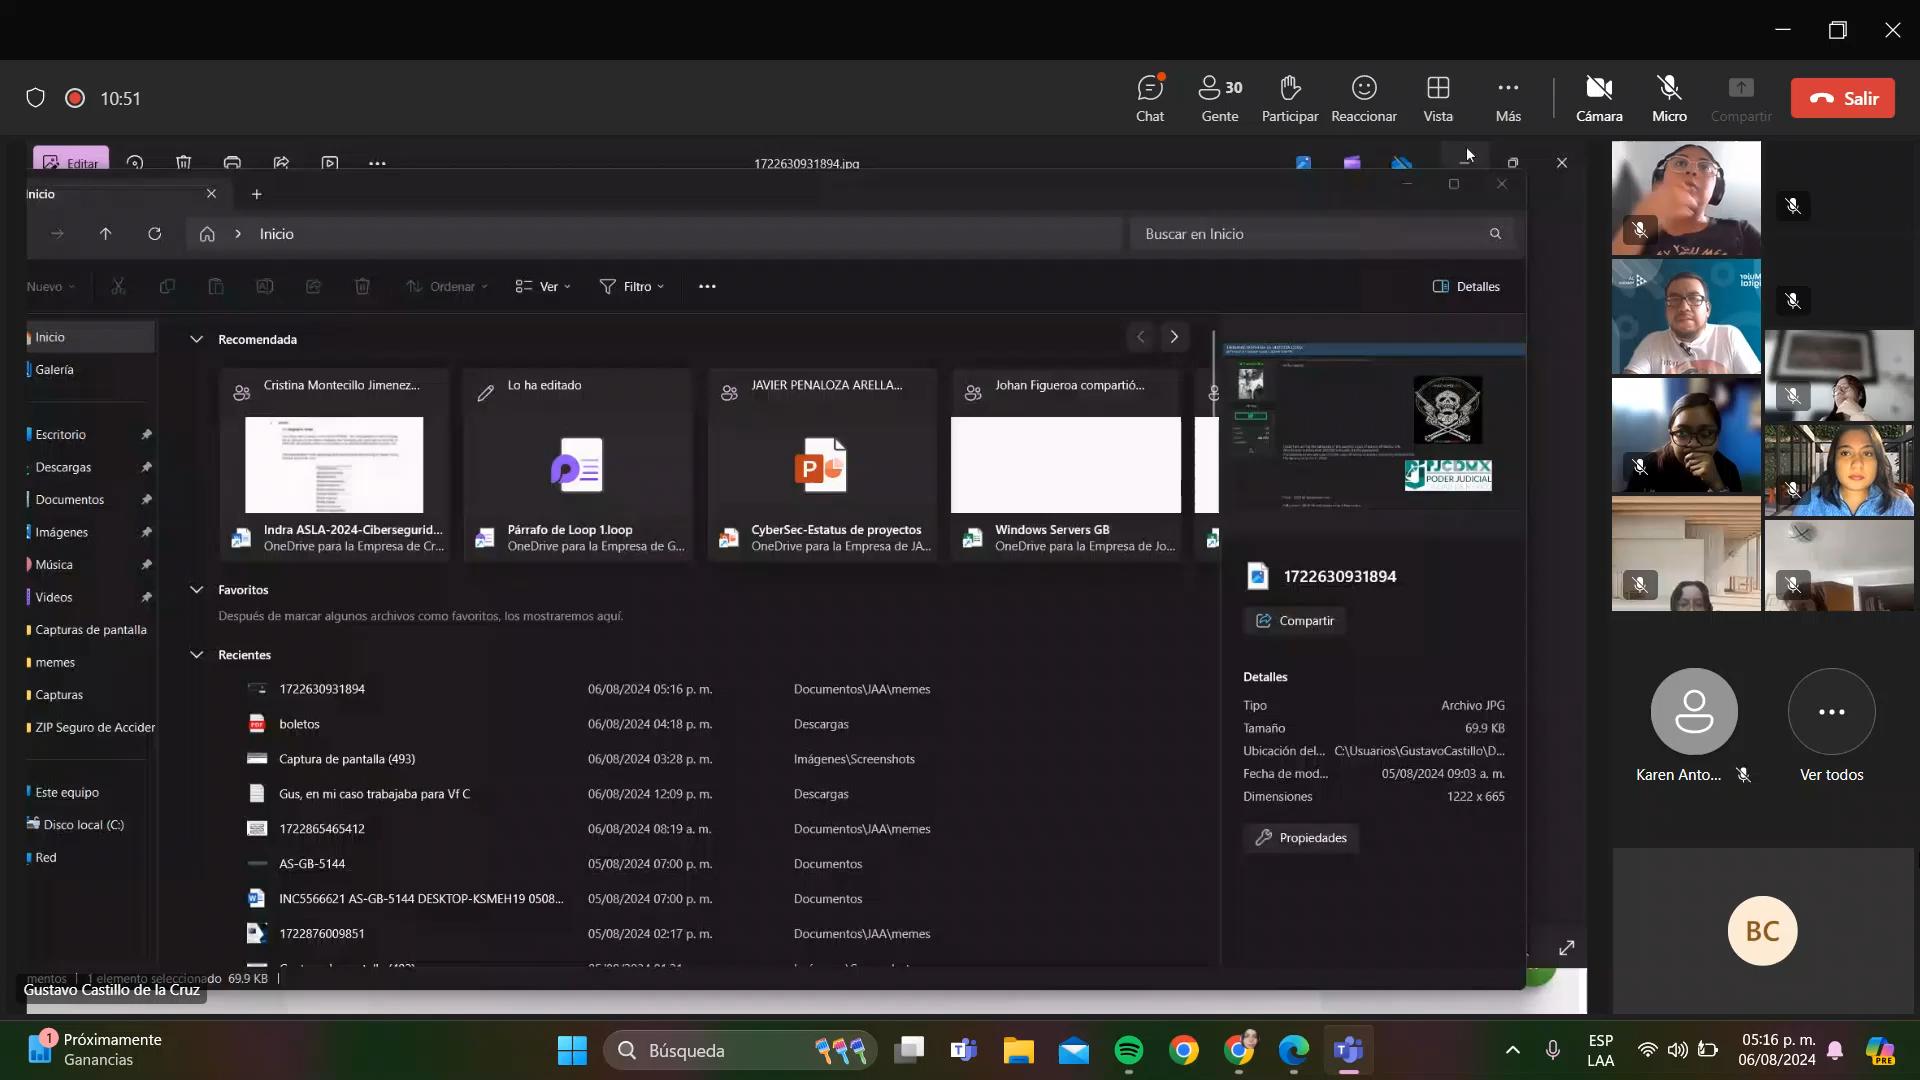 10:51
Chat
30
Gente
Participar
Reaccionar
Vista
Más
Cámara
Micro
Compartir
Salir
Editar
1722630931894.jpg
Inicio
Inicio
Buscar en Inicio
Nuevo
Ordenar
Ver
Filtro
Detalles
Inicio
Galería
Escritorio
Descargas
Documentos
Imágenes
Música
Videos
Capturas de pantalla
memes
Capturas
ZIP Seguro de Accider
Este equipo
Disco local (C:)
Red
Recomendada
Cristina Montecillo Jimenez...
Indra ASLA-2024-Cibersegurid...
OneDrive para la Empresa de Cr...
Lo ha editado
Párrafo de Loop 1.loop
OneDrive para la Empresa de G...
JAVIER PENALOZA ARELLA...
CyberSec-Estatus de proyectos
OneDrive para la Empresa de JA...
Johan Figueroa compartió...
Windows Servers GB
OneDrive para la Empresa de Jo...
Favoritos
Después de marcar algunos archivos como favoritos, los mostraremos aquí.
Recientes
1722630931894 06/08/2024 05:16 p. m. Documentos\JAA\memes
boletos 06/08/2024 04:18 p. m. Descargas
Captura de pantalla (493) 06/08/2024 03:28 p. m. Imágenes\Screenshots
Gus, en mi caso trabajaba para Vf C 06/08/2024 12:09 p. m. Descargas
1722865465412 06/08/2024 08:19 a. m. Documentos\JAA\memes
AS-GB-5144 05/08/2024 07:00 p. m. Documentos
INC5566621 AS-GB-5144 DESKTOP-KSMEH19 0508... 05/08/2024 07:00 p. m. Documentos
1722876009851 05/08/2024 02:17 p. m. Documentos\JAA\memes
PJCDMX
PODER JUDICIAL
1722630931894
Compartir
Detalles
Tipo Archivo JPG
Tamaño 69.9 KB
Ubicación del... C:\Usuarios\GustavoCastillo\D...
Fecha de mod... 05/08/2024 09:03 a. m.
Dimensiones 1222 x 665
Propiedades
mentos | 1 elemento seleccionado 69.9 KB |
Gustavo Castillo de la Cruz
Karen Anto...
Ver todos
BC
1
Próximamente
Ganancias
Búsqueda
ESP
LAA
05:16 p. m.
06/08/2024
PRE